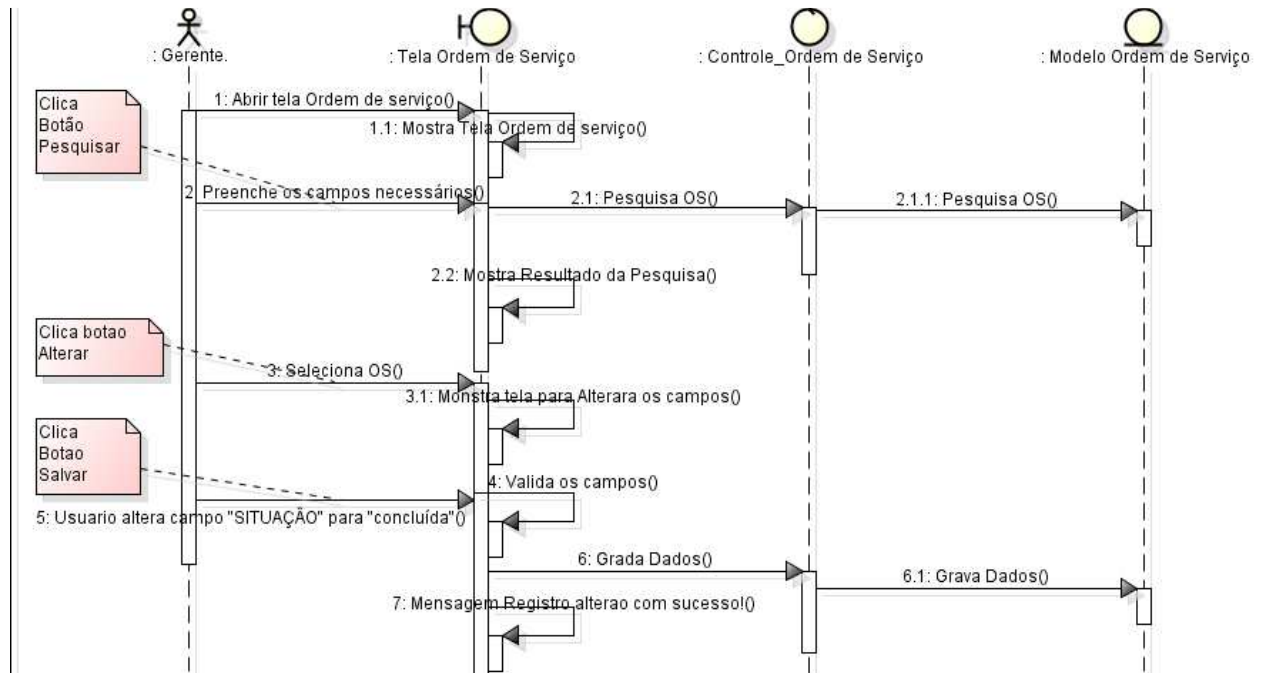 : Gerente.
: Tela Ordem de Serviço
: Controle_Ordem de Serviço
: Modelo Ordem de Serviço
Clica
Botão
Pesquisar
1: Abrir tela Ordem de serviço()
1.1: Mostra Tela Ordem de serviço()
2 Preenche os campos necessários()
2.1: Pesquisa OS()
2.1.1: Pesquisa OS()
2.2: Mostra Resultado da Pesquisa()
Clica botao
Alterar
3: Seleciona OS()
3.1: Monstra tela para Alterara os campos()
Clica
Botao
Salvar
4: Valida os campos()
5: Usuario altera campo "SITUAÇÃO" para "concluída"()
6: Grada Dados()
6.1: Grava Dados()
7: Mensagem Registro alterao com sucesso!()